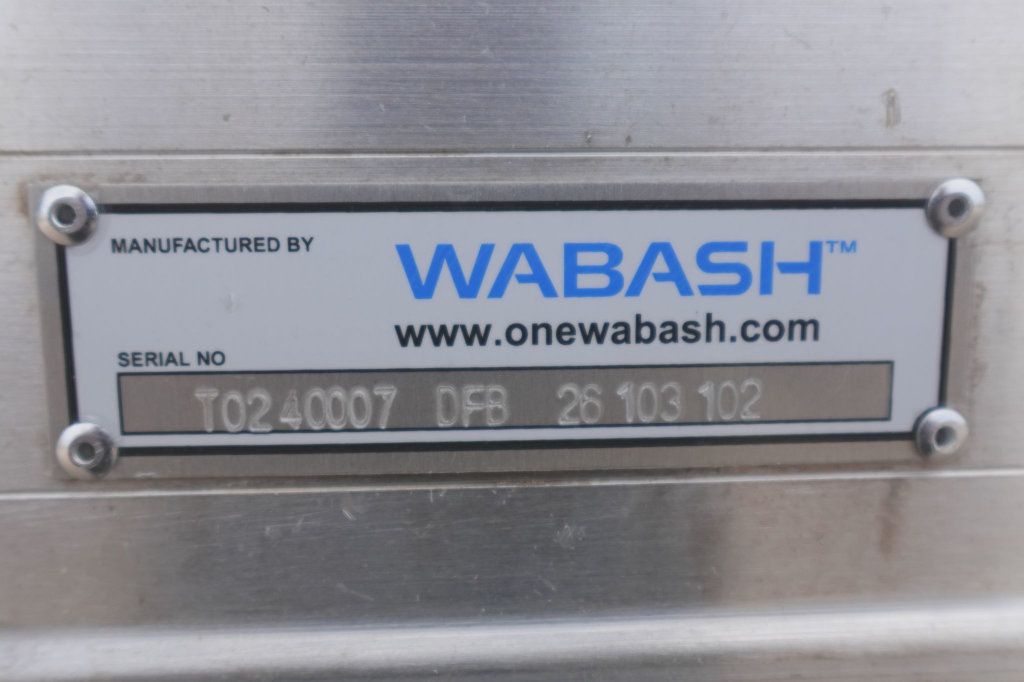 MANUFACTURED BY
WABASH™
www.onewabash.com
SERIAL NO
T0240007 DFB 26 103 102